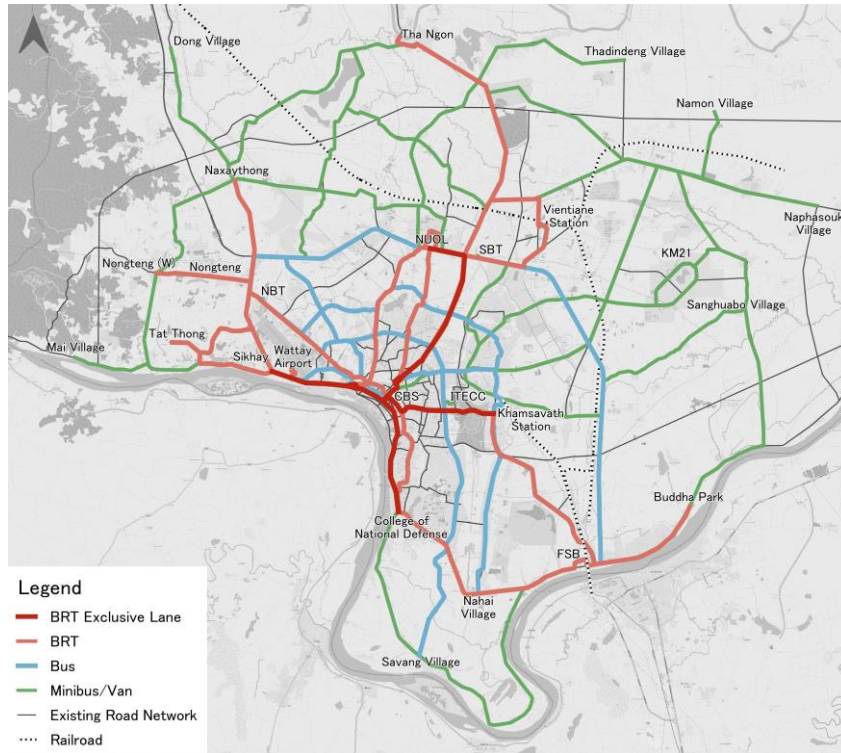 Tha Ngon
Dong Village
Thadindeng Village
Namon Village
Naxaythong
Vientiane
Station
Naphasouk
Village
NUOL
SBT
KM21
Nongteng (W)
Nongteng
NBT
Sanghuabo Village
Tat Thong
Mai Village
Sikhay
Wattay
Airport
CBS
ITECC
Khamsavath
Station
Buddha Park
College of
National Defense
FSB
Nahai
Village
Savang Village
Legend
BRT Exclusive Lane
BRT
Bus
Minibus/Van
Existing Road Network
Railroad